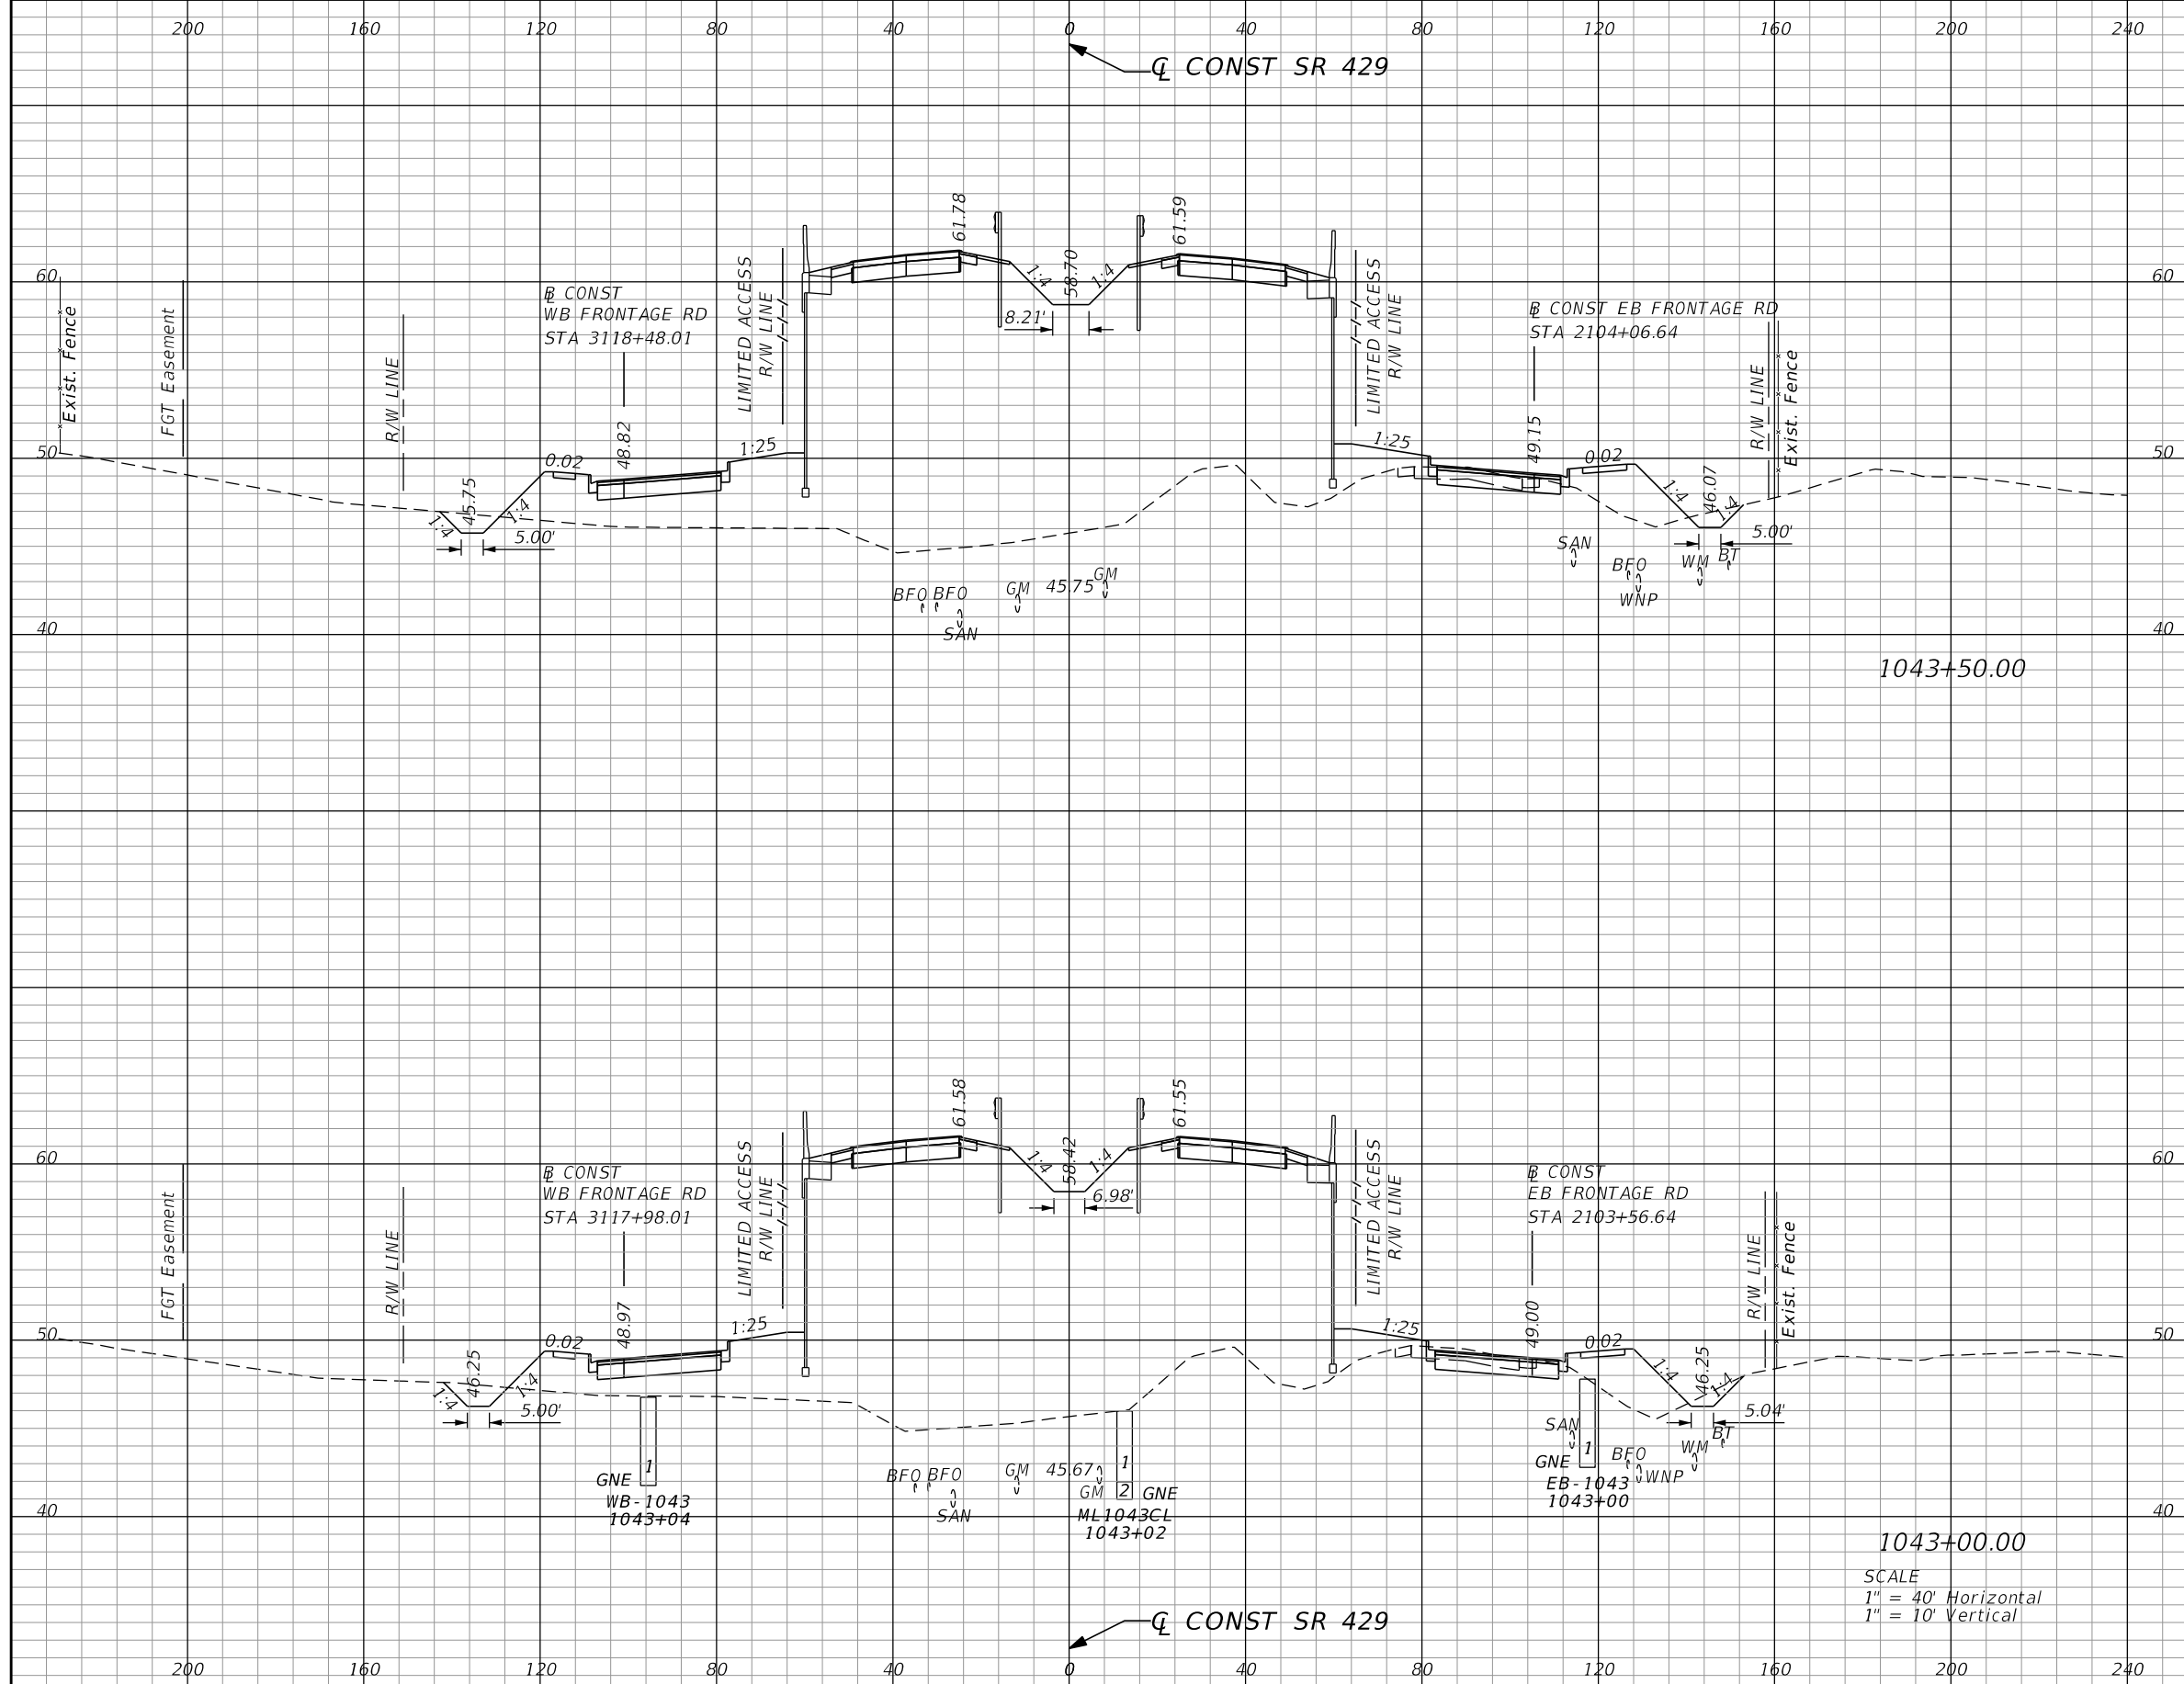 200 160 120 80 40 0 40 80 120 160 200 240
℄ CONST SR 429
61.78
61.59
58.70
1:4
1:4
8.21'
60
60
Exist. Fence
FGT Easement
R/W LINE
℄ CONST
WB FRONTAGE RD
STA 3118+48.01
LIMITED ACCESS
R/W LINE
LIMITED ACCESS
R/W LINE
℄ CONST EB FRONTAGE RD
STA 2104+06.64
R/W LINE
Exist. Fence
50
50
1:4
45.75
1:4
5.00'
0.02
48.82
1:25
1:25
49.15
0.02
1:4
46.07
1:4
5.00'
SAN
BFO
WNP
WM
BT
BFO
BFO
SAN
GM
45.75
GM
40
40
1043+50.00
61.58
61.55
58.42
1:4
1:4
6.98'
60
60
FGT Easement
R/W LINE
℄ CONST
WB FRONTAGE RD
STA 3117+98.01
LIMITED ACCESS
R/W LINE
LIMITED ACCESS
R/W LINE
℄ CONST
EB FRONTAGE RD
STA 2103+56.64
R/W LINE
Exist. Fence
50
50
1:4
46.25
1:4
5.00'
0.02
48.97
1:25
1:25
49.00
0.02
1:4
46.25
1:4
5.04'
1
GNE
WB-1043
1043+04
BFO
BFO
SAN
GM
45.67
GM
1
2
GNE
ML1043CL
1043+02
SAN
1
GNE
EB-1043
1043+00
BFO
WNP
WM
BT
40
40
1043+00.00
SCALE
1" = 40' Horizontal
1" = 10' Vertical
℄ CONST SR 429
200 160 120 80 40 0 40 80 120 160 200 240